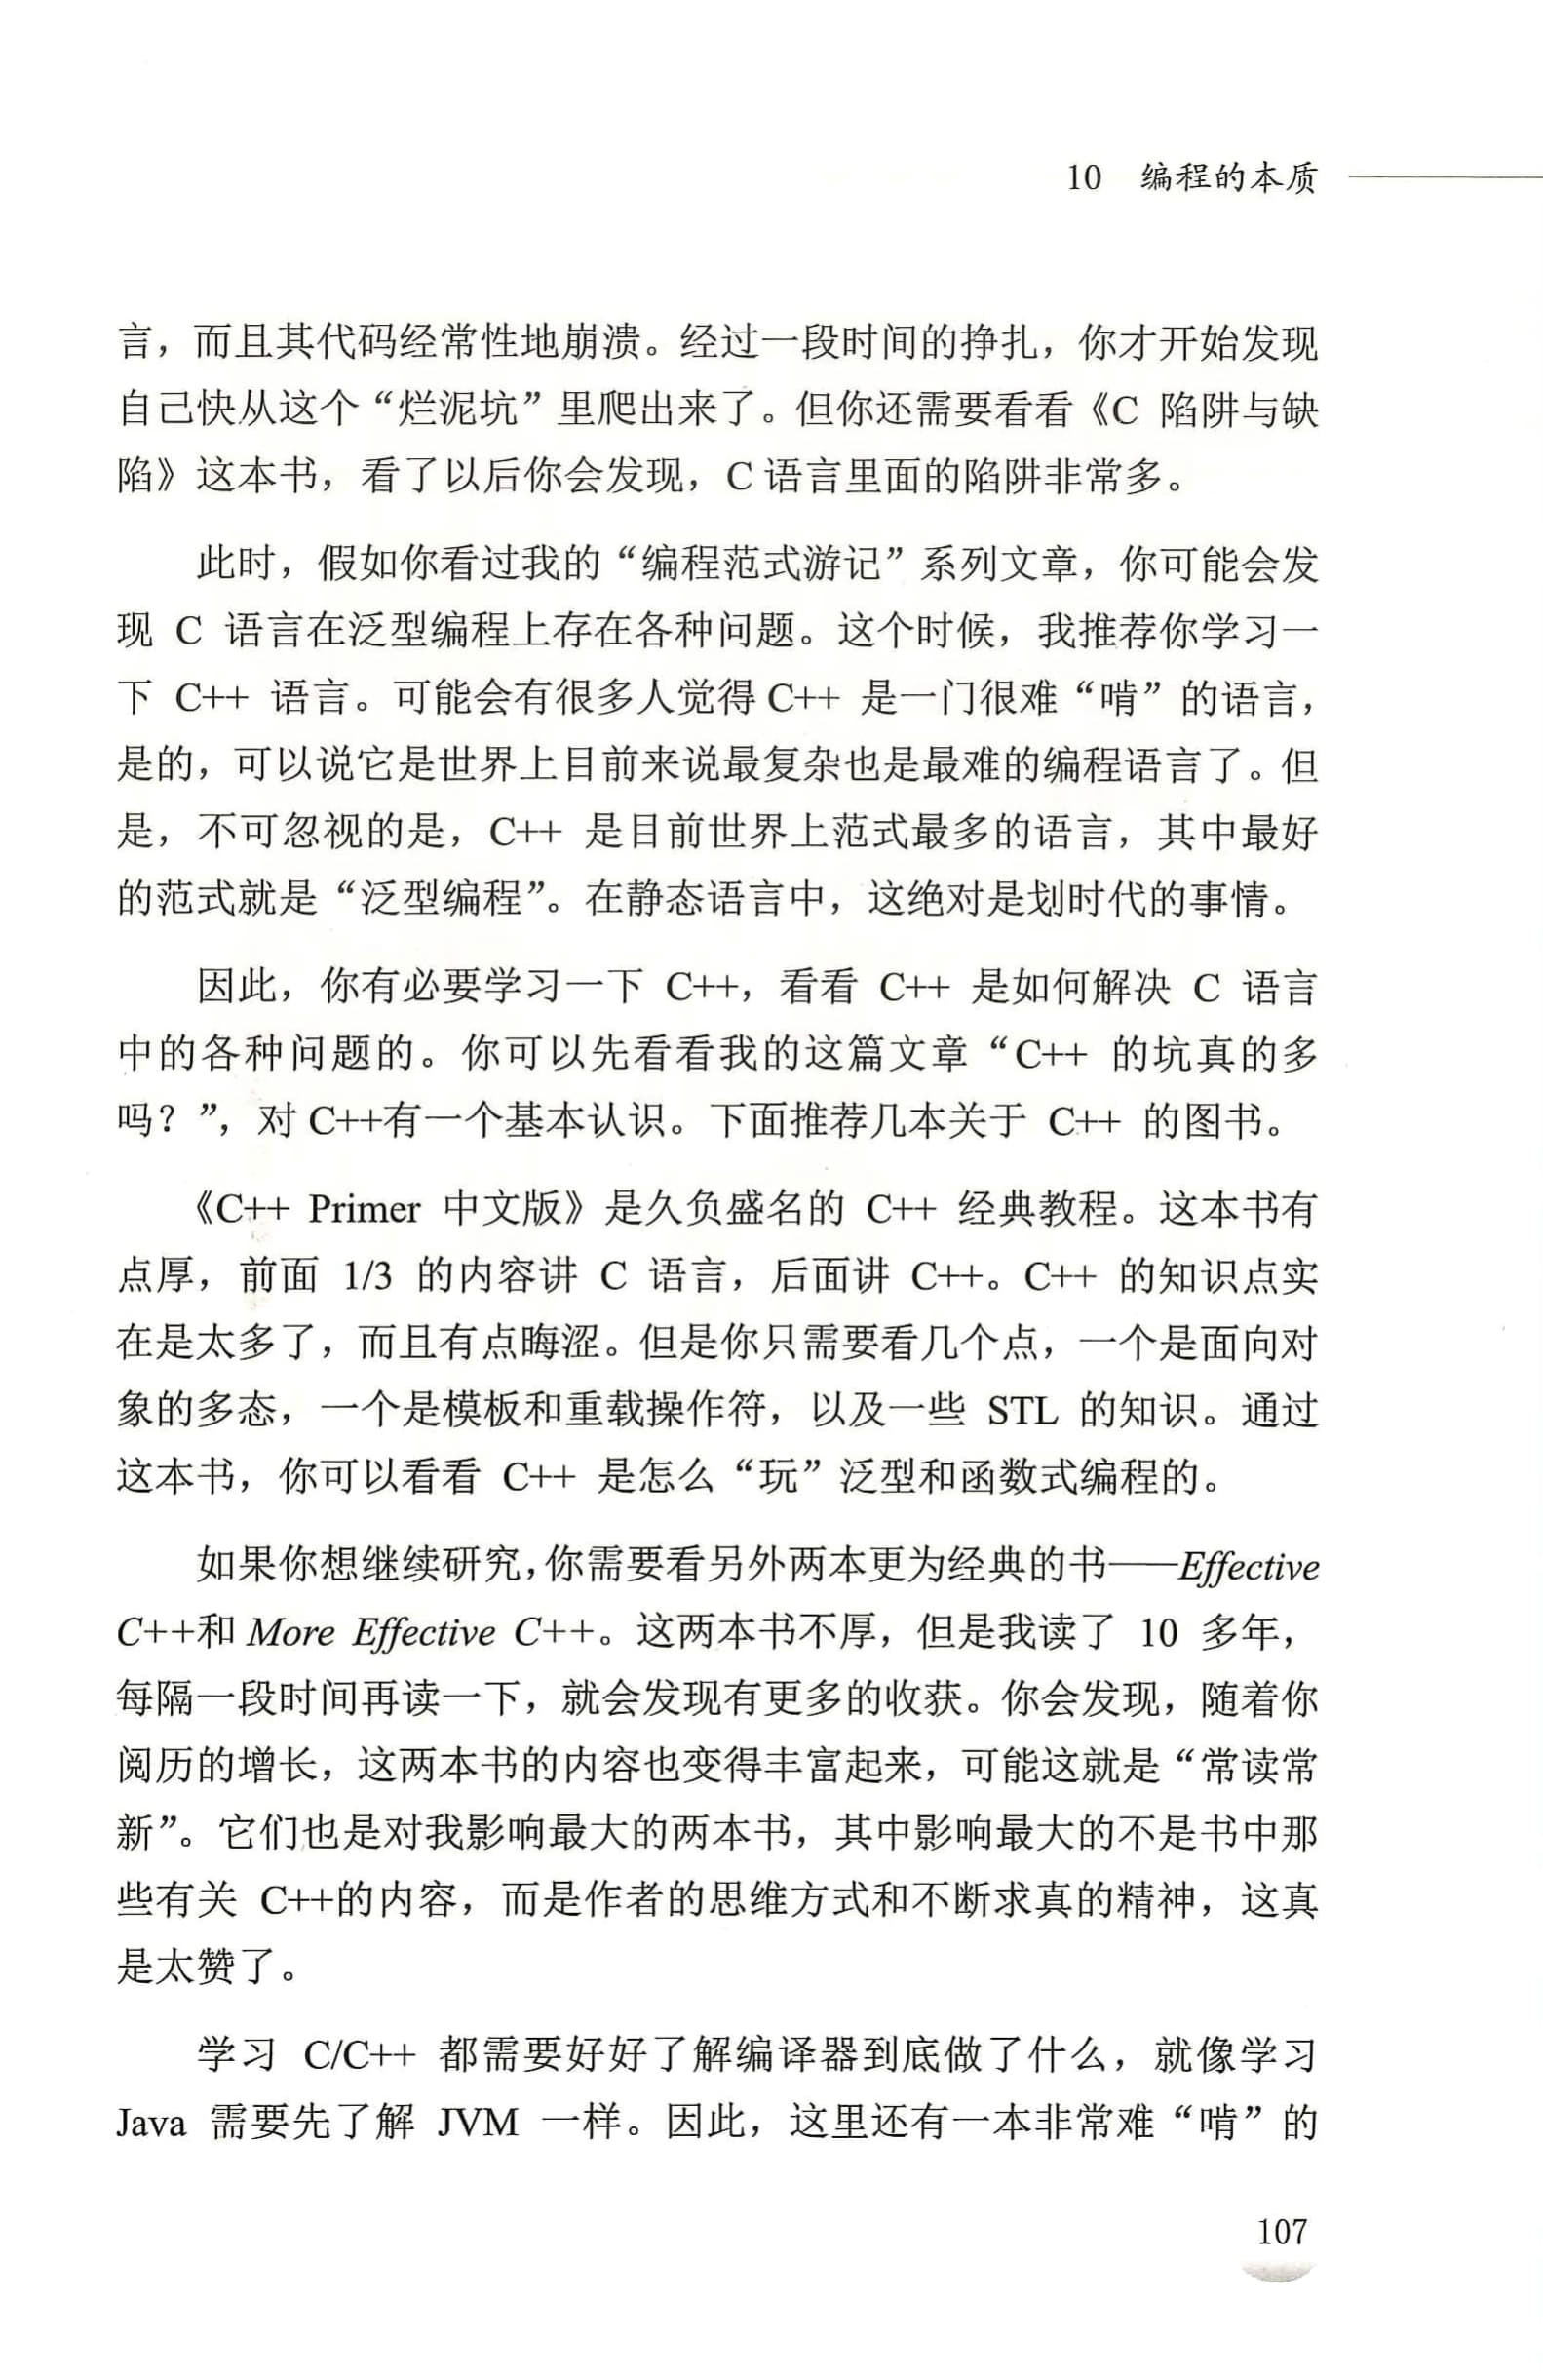 10 编程的本质
言，而且其代码经常性地崩溃。经过一段时间的挣扎，你才开始发现
自己快从这个“烂泥坑”里爬出来了。但你还需要看看《C 陷阱与缺
陷》这本书，看了以后你会发现，C 语言里面的陷阱非常多。
此时，假如你看过我的“编程范式游记”系列文章，你可能会发
现 C 语言在泛型编程上存在各种问题。这个时候，我推荐你学习一
下 C++ 语言。可能会有很多人觉得 C++ 是一门很难“啃”的语言，
是的，可以说它是世界上目前来说最复杂也是最难的编程语言了。但
是，不可忽视的是，C++ 是目前世界上范式最多的语言，其中最好
的范式就是“泛型编程”。在静态语言中，这绝对是划时代的事情。
因此，你有必要学习一下 C++，看看 C++ 是如何解决 C 语言
中的各种问题的。你可以先看看我的这篇文章“C++ 的坑真的多
吗？”，对 C++有一个基本认识。下面推荐几本关于 C++ 的图书。
《C++ Primer 中文版》是久负盛名的 C++ 经典教程。这本书有
点厚，前面 1/3 的内容讲 C 语言，后面讲 C++。C++ 的知识点实
在是太多了，而且有点晦涩。但是你只需要看几个点，一个是面向对
象的多态，一个是模板和重载操作符，以及一些 STL 的知识。通过
这本书，你可以看看 C++ 是怎么“玩”泛型和函数式编程的。
如果你想继续研究，你需要看另外两本更为经典的书——Effective
C++和 More Effective C++。这两本书不厚，但是我读了 10 多年，
每隔一段时间再读一下，就会发现有更多的收获。你会发现，随着你
阅历的增长，这两本书的内容也变得丰富起来，可能这就是“常读常
新”。它们也是对我影响最大的两本书，其中影响最大的不是书中那
些有关 C++的内容，而是作者的思维方式和不断求真的精神，这真
是太赞了。
学习 C/C++ 都需要好好了解编译器到底做了什么，就像学习
Java 需要先了解 JVM 一样。因此，这里还有一本非常难“啃”的
107